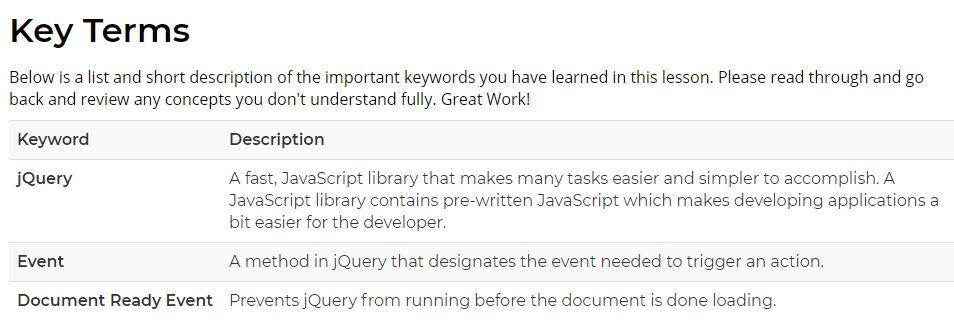 Key Terms
Below is a list and short description of the important keywords you have learned in this lesson. Please read through and go
back and review any concepts you don't understand fully. Great Work!
Keyword Description
jQuery A fast, JavaScript library that makes many tasks easier and simpler to accomplish. A
JavaScript library contains pre-written JavaScript which makes developing applications a
bit easier for the developer.
Event A method in jQuery that designates the event needed to trigger an action.
Document Ready Event Prevents jQuery from running before the document is done loading.